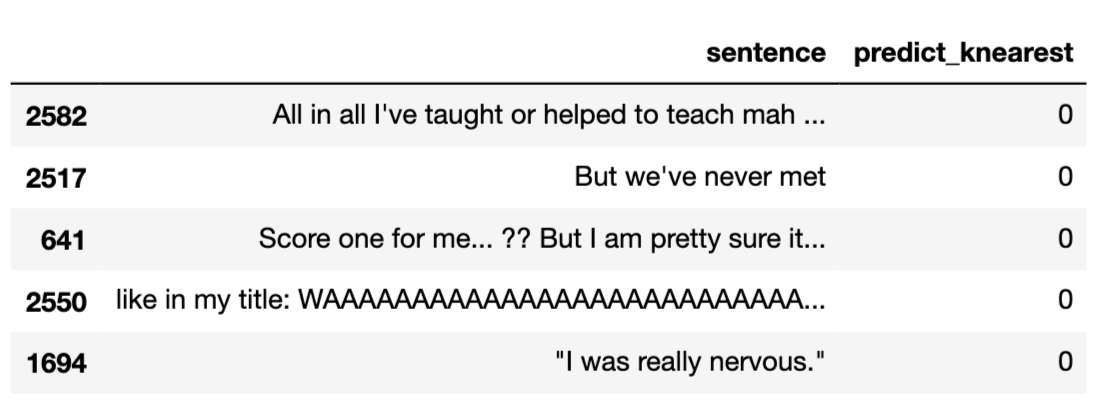 sentence predict_knearest
2582 All in all I've taught or helped to teach mah ... 0
2517 But we've never met 0
641 Score one for me... ?? But I am pretty sure it... 0
2550 like in my title: WAAAAAAAAAAAAAAAAAAAAAAAAAAAA... 0
1694 "I was really nervous." 0